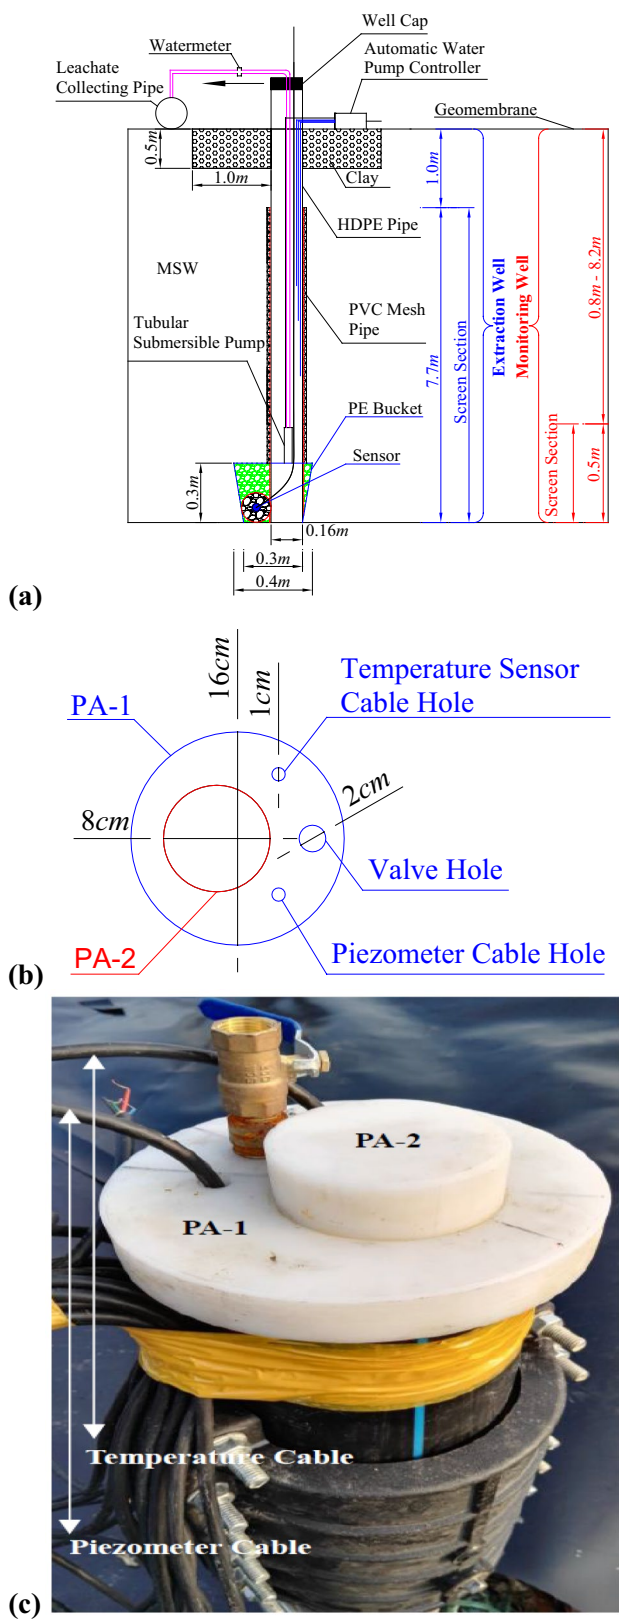 Well Cap
Watermeter
Automatic Water
Pump Controller
Leachate
Collecting Pipe
Geomembrane
0.5m
1.0m
Clay
1.0m
HDPE Pipe
MSW
PVC Mesh
Pipe
Tubular
Submersible Pump
7.7m
Screen Section
Extraction Well
Monitoring Well
0.8m - 8.2m
PE Bucket
Sensor
Screen Section
0.5m
0.3m
0.16m
0.3m
0.4m
(a)
16cm
1cm
Temperature Sensor
Cable Hole
PA-1
2cm
8cm
Valve Hole
PA-2
Piezometer Cable Hole
(b)
PA-2
PA-1
Temperature Cable
Piezometer Cable
(c)